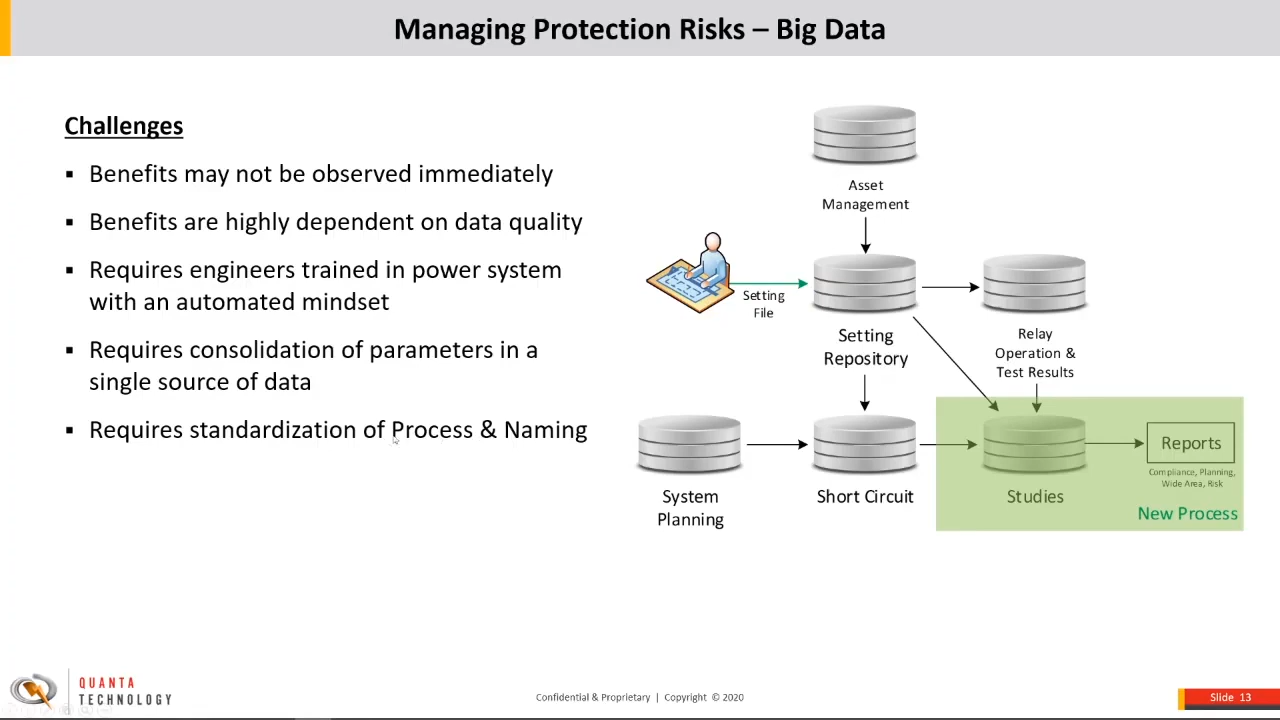 Managing Protection Risks – Big Data
Challenges
▪ Benefits may not be observed immediately
▪ Benefits are highly dependent on data quality
▪ Requires engineers trained in power system
with an automated mindset
▪ Requires consolidation of parameters in a
single source of data
▪ Requires standardization of Process & Naming
Asset
Management
Setting
File
Setting
Repository
Relay
Operation &
Test Results
System
Planning
Short Circuit
Studies
Reports
Compliance, Planning,
Wide Area, Risk
New Process
QUANTA
TECHNOLOGY
Confidential & Proprietary | Copyright © 2020
Slide 13